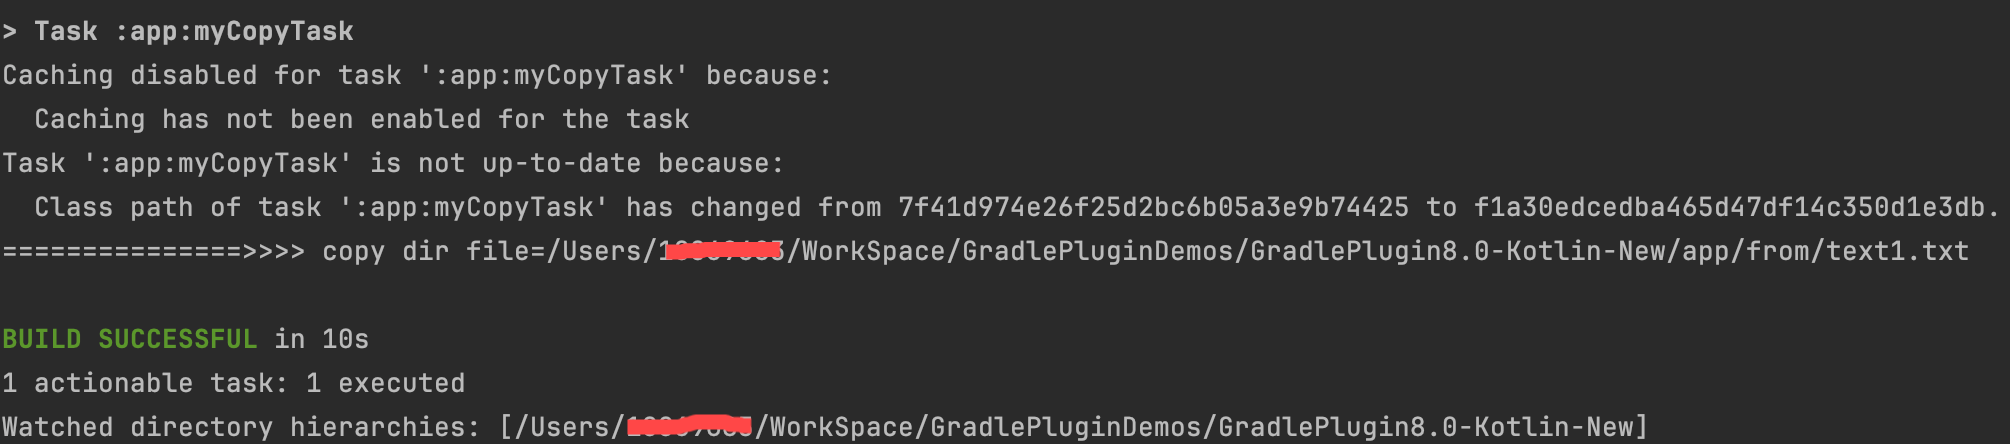 > Task :app:myCopyTask
Caching disabled for task ':app:myCopyTask' because:
  Caching has not been enabled for the task
Task ':app:myCopyTask' is not up-to-date because:
  Class path of task ':app:myCopyTask' has changed from 7f41d974e26f25d2bc6b05a3e9b74425 to f1a30edcedba465d47df14c350d1e3db.
===============>>>> copy dir file=/Users/ /WorkSpace/GradlePluginDemos/GradlePlugin8.0-Kotlin-New/app/from/text1.txt
BUILD SUCCESSFUL in 10s
1 actionable task: 1 executed
Watched directory hierarchies: [/Users/ /WorkSpace/GradlePluginDemos/GradlePlugin8.0-Kotlin-New]